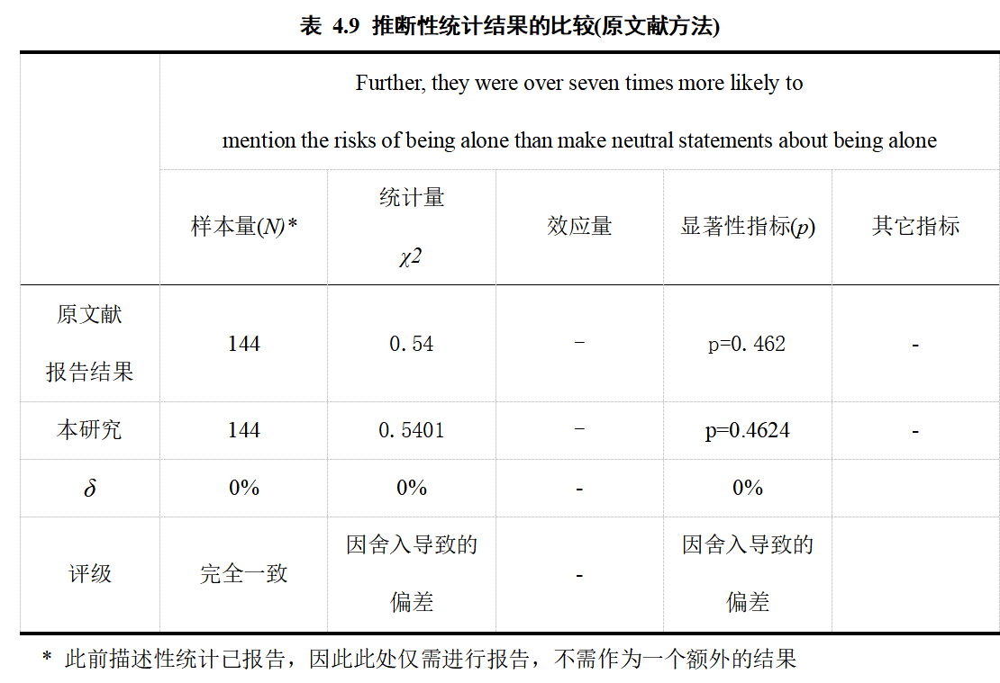 表 4.9 推断性统计结果的比较(原文献方法)
Further, they were over seven times more likely to
mention the risks of being alone than make neutral statements about being alone
样本量(N)*
统计量
χ2
效应量
显著性指标(p)
其它指标
原文献
报告结果
144
0.54
-
p=0.462
-
本研究
144
0.5401
-
p=0.4624
-
δ
0%
0%
-
0%
评级
完全一致
因舍入导致的
偏差
-
因舍入导致的
偏差
* 此前描述性统计已报告，因此此处仅需进行报告，不需作为一个额外的结果